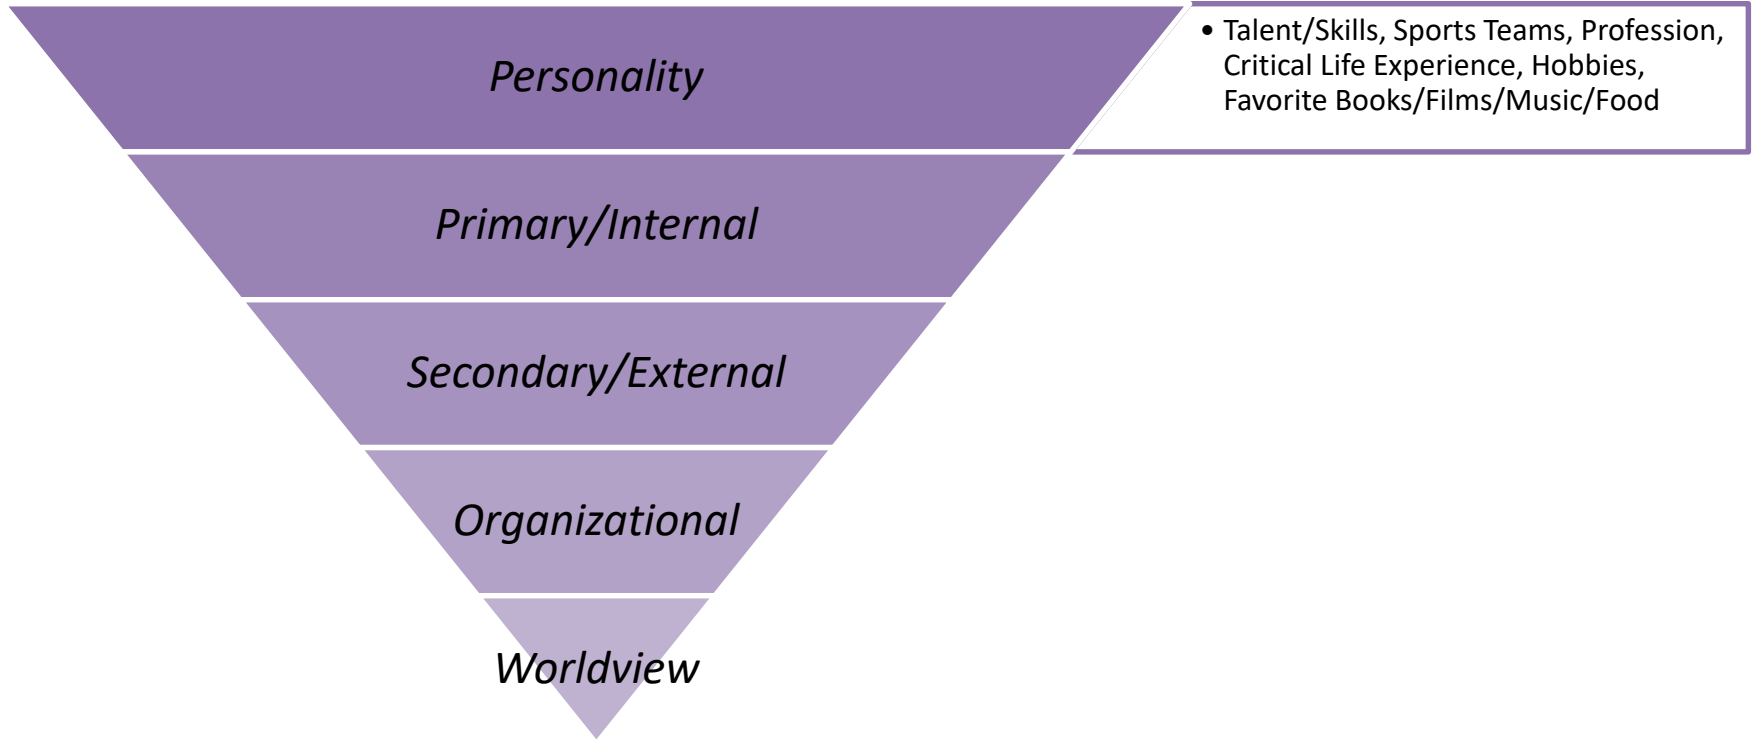 Personality
• Talent/Skills, Sports Teams, Profession,
Critical Life Experience, Hobbies,
Favorite Books/Films/Music/Food
Primary/Internal
Secondary/External
Organizational
Worldview